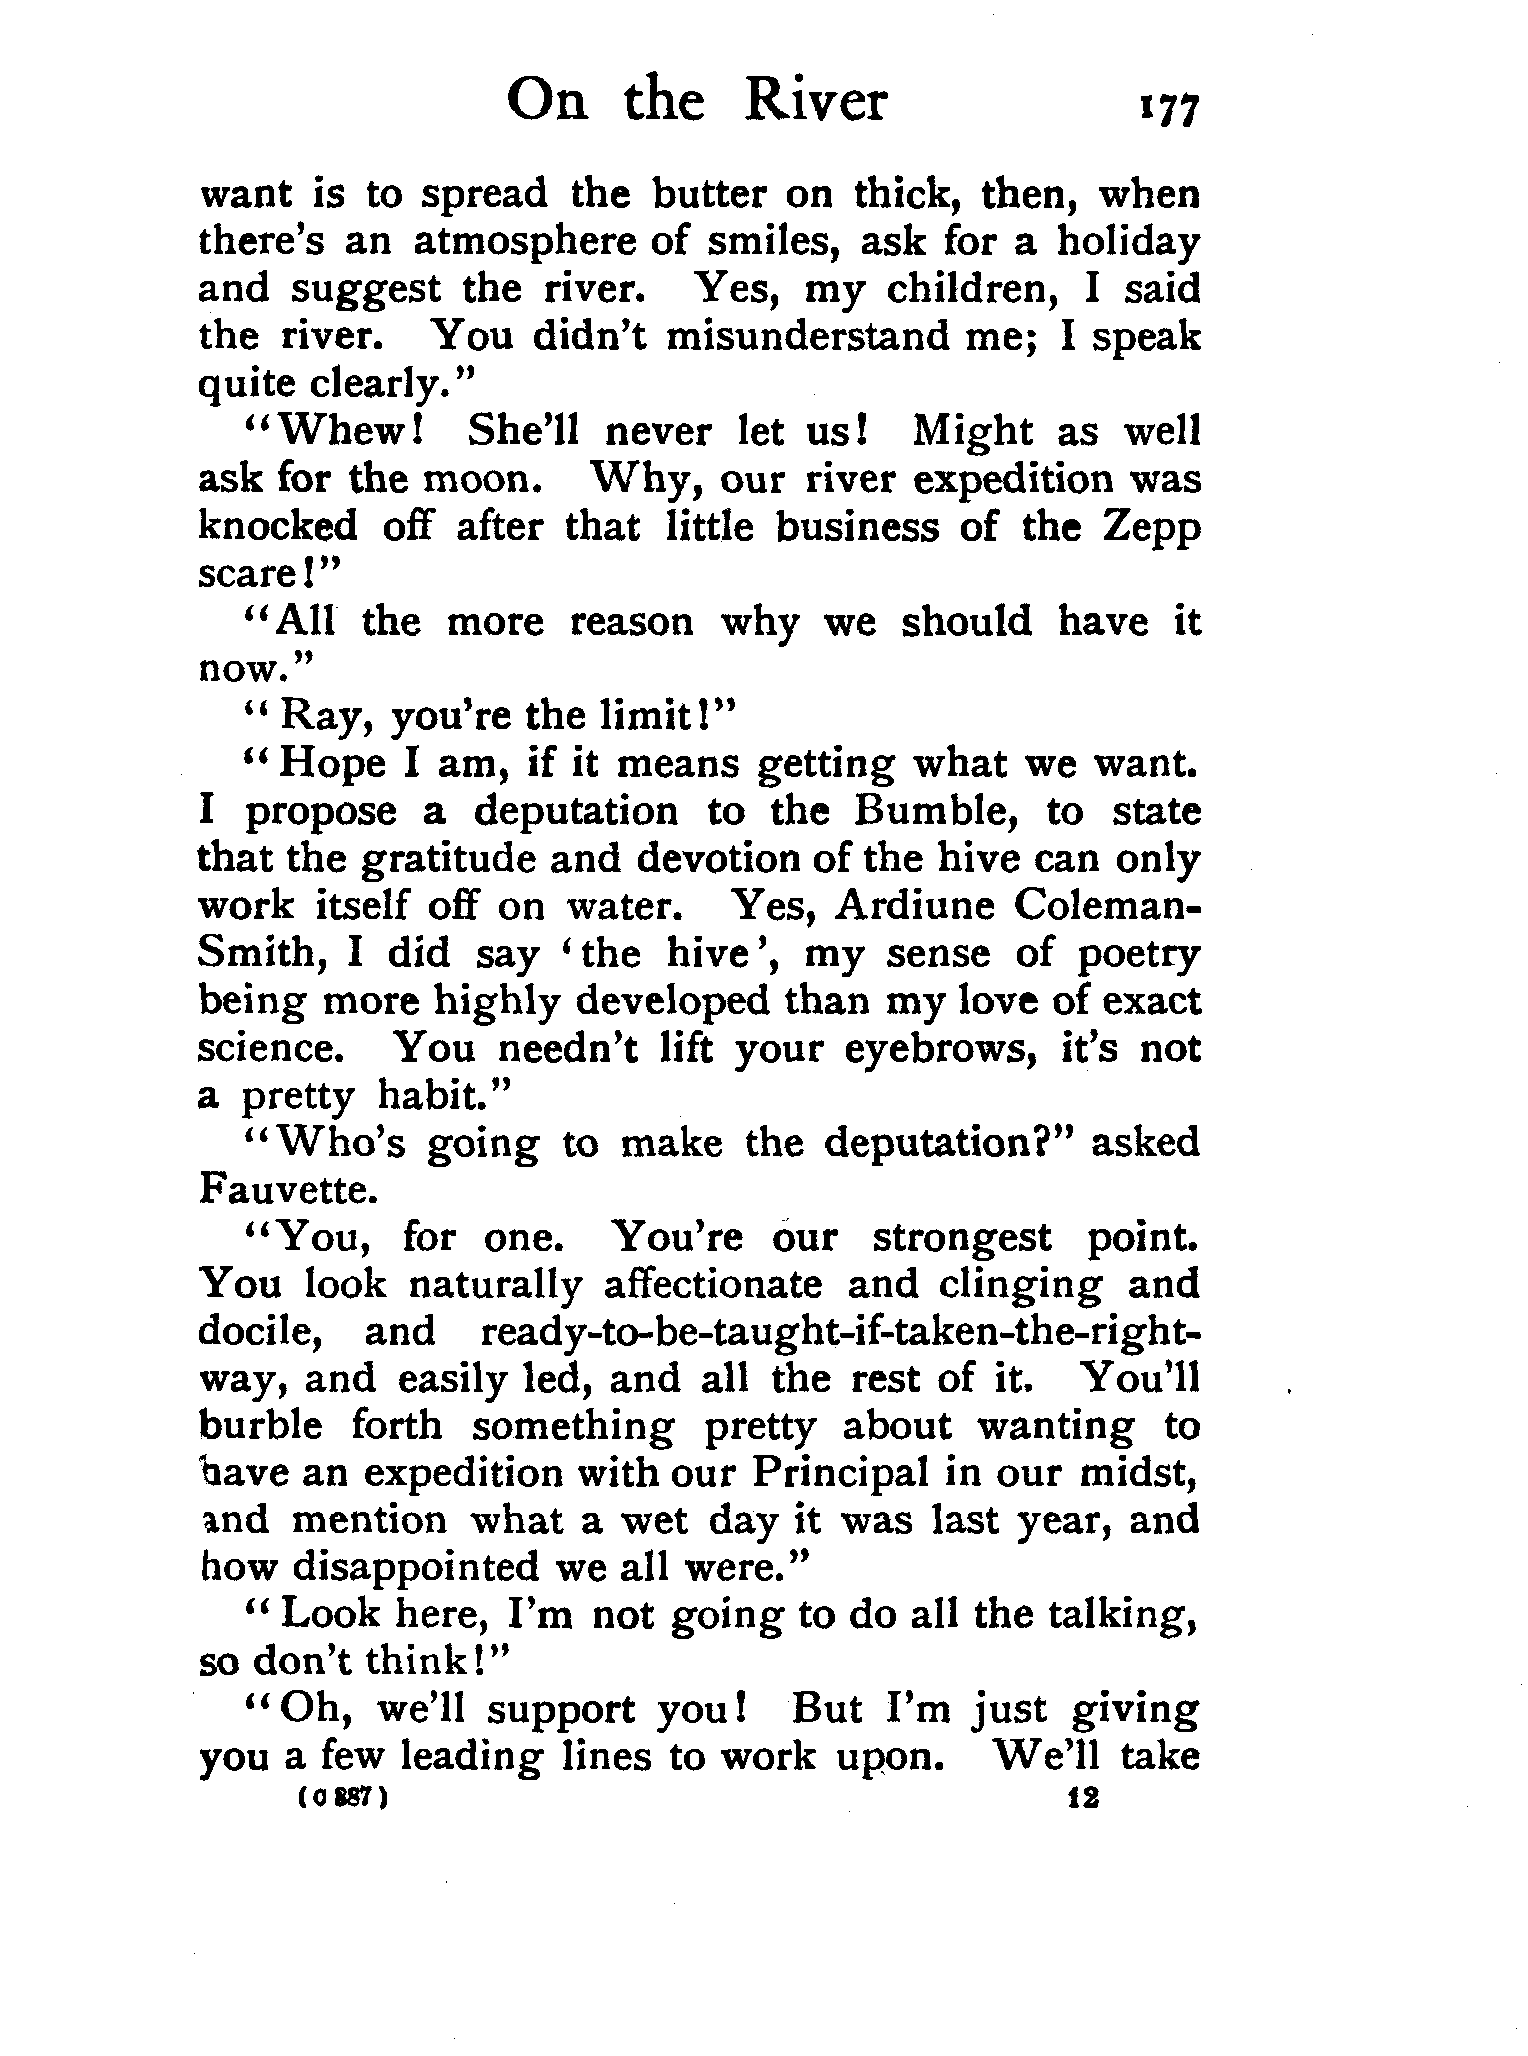 On the River 177
want is to spread the butter on thick, then, when
there's an atmosphere of smiles, ask for a holiday
and suggest the river. Yes, my children, I said
the river. You didn't misunderstand me; I speak
quite clearly."
"Whew! She'll never let us! Might as well
ask for the moon. Why, our river expedition was
knocked off after that little business of the Zepp
scare!"
"All the more reason why we should have it
now."
"Ray, you're the limit!"
"Hope I am, if it means getting what we want.
I propose a deputation to the Bumble, to state
that the gratitude and devotion of the hive can only
work itself off on water. Yes, Ardiune Coleman-
Smith, I did say 'the hive', my sense of poetry
being more highly developed than my love of exact
science. You needn't lift your eyebrows, it's not
a pretty habit."
"Who's going to make the deputation?" asked
Fauvette.
"You, for one. You're our strongest point.
You look naturally affectionate and clinging and
docile, and ready-to-be-taught-if-taken-the-right-
way, and easily led, and all the rest of it. You'll
burble forth something pretty about wanting to
have an expedition with our Principal in our midst,
and mention what a wet day it was last year, and
how disappointed we all were."
"Look here, I'm not going to do all the talking,
so don't think!"
"Oh, we'll support you! But I'm just giving
you a few leading lines to work upon. We'll take
(C 887) 12